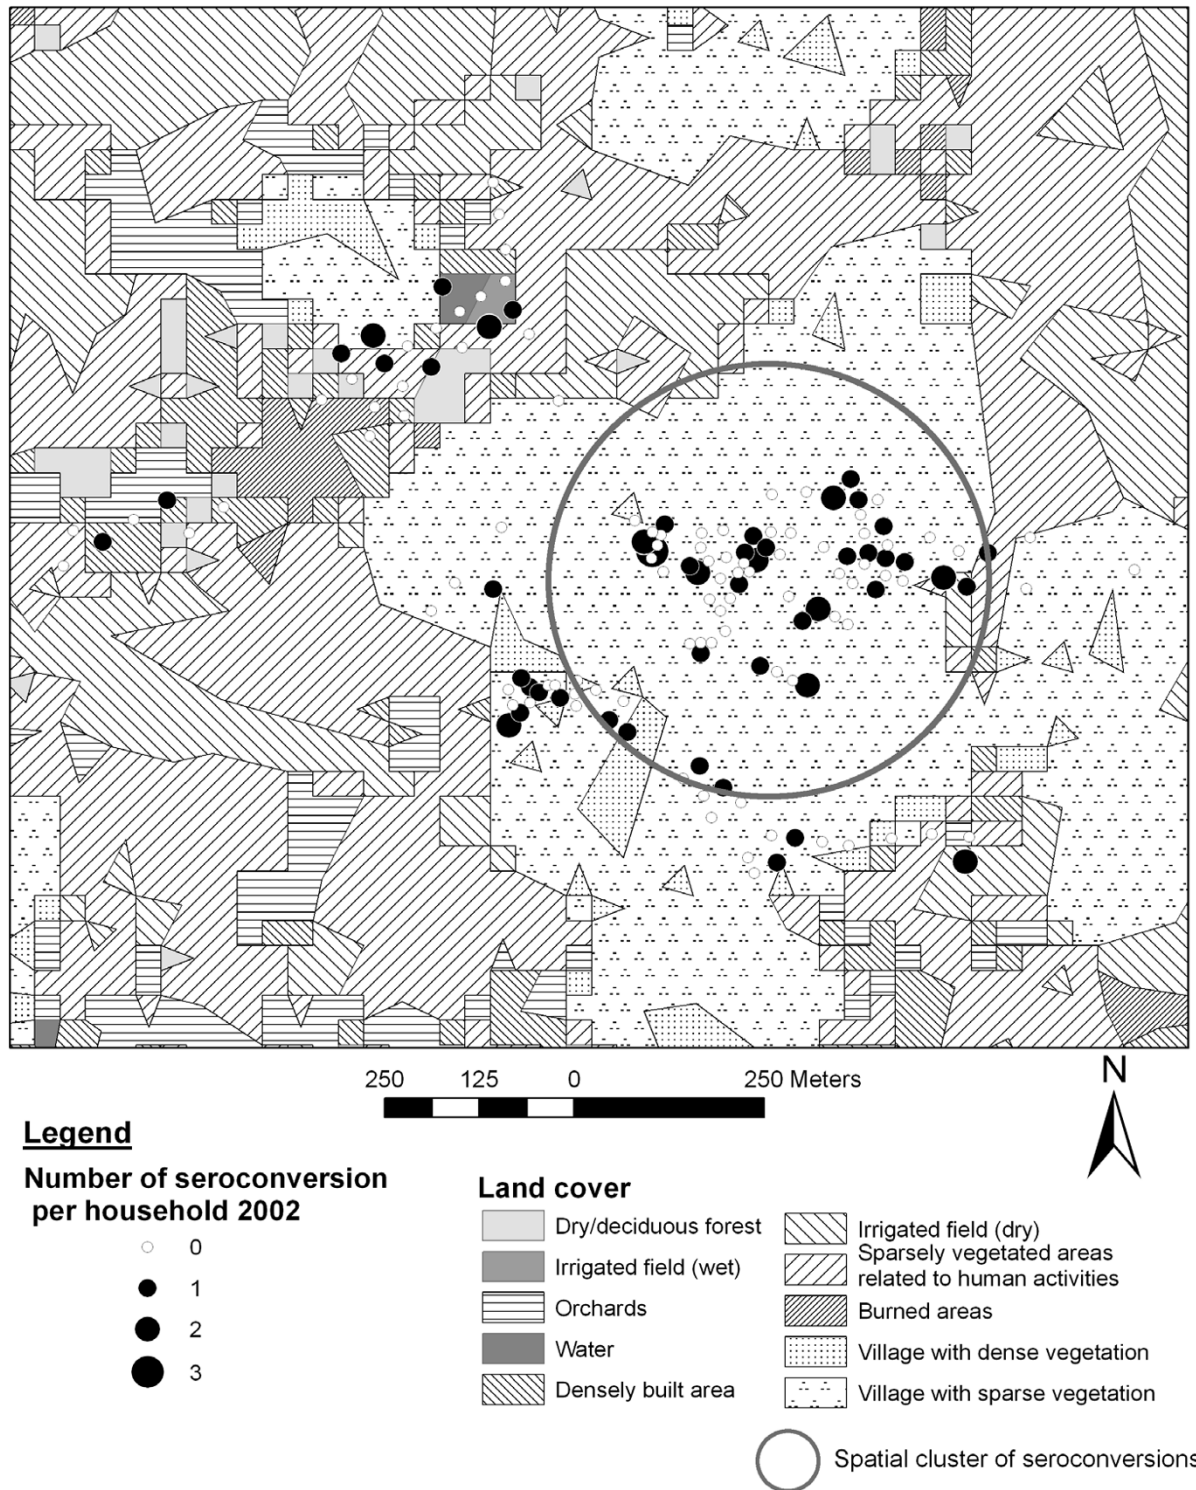 250 125 0 250 Meters
N
Legend
Number of seroconversion
per household 2002
0
1
2
3
Land cover
Dry/deciduous forest
Irrigated field (wet)
Orchards
Water
Densely built area
Irrigated field (dry)
Sparsely vegetated areas
related to human activities
Burned areas
Village with dense vegetation
Village with sparse vegetation
Spatial cluster of seroconversions